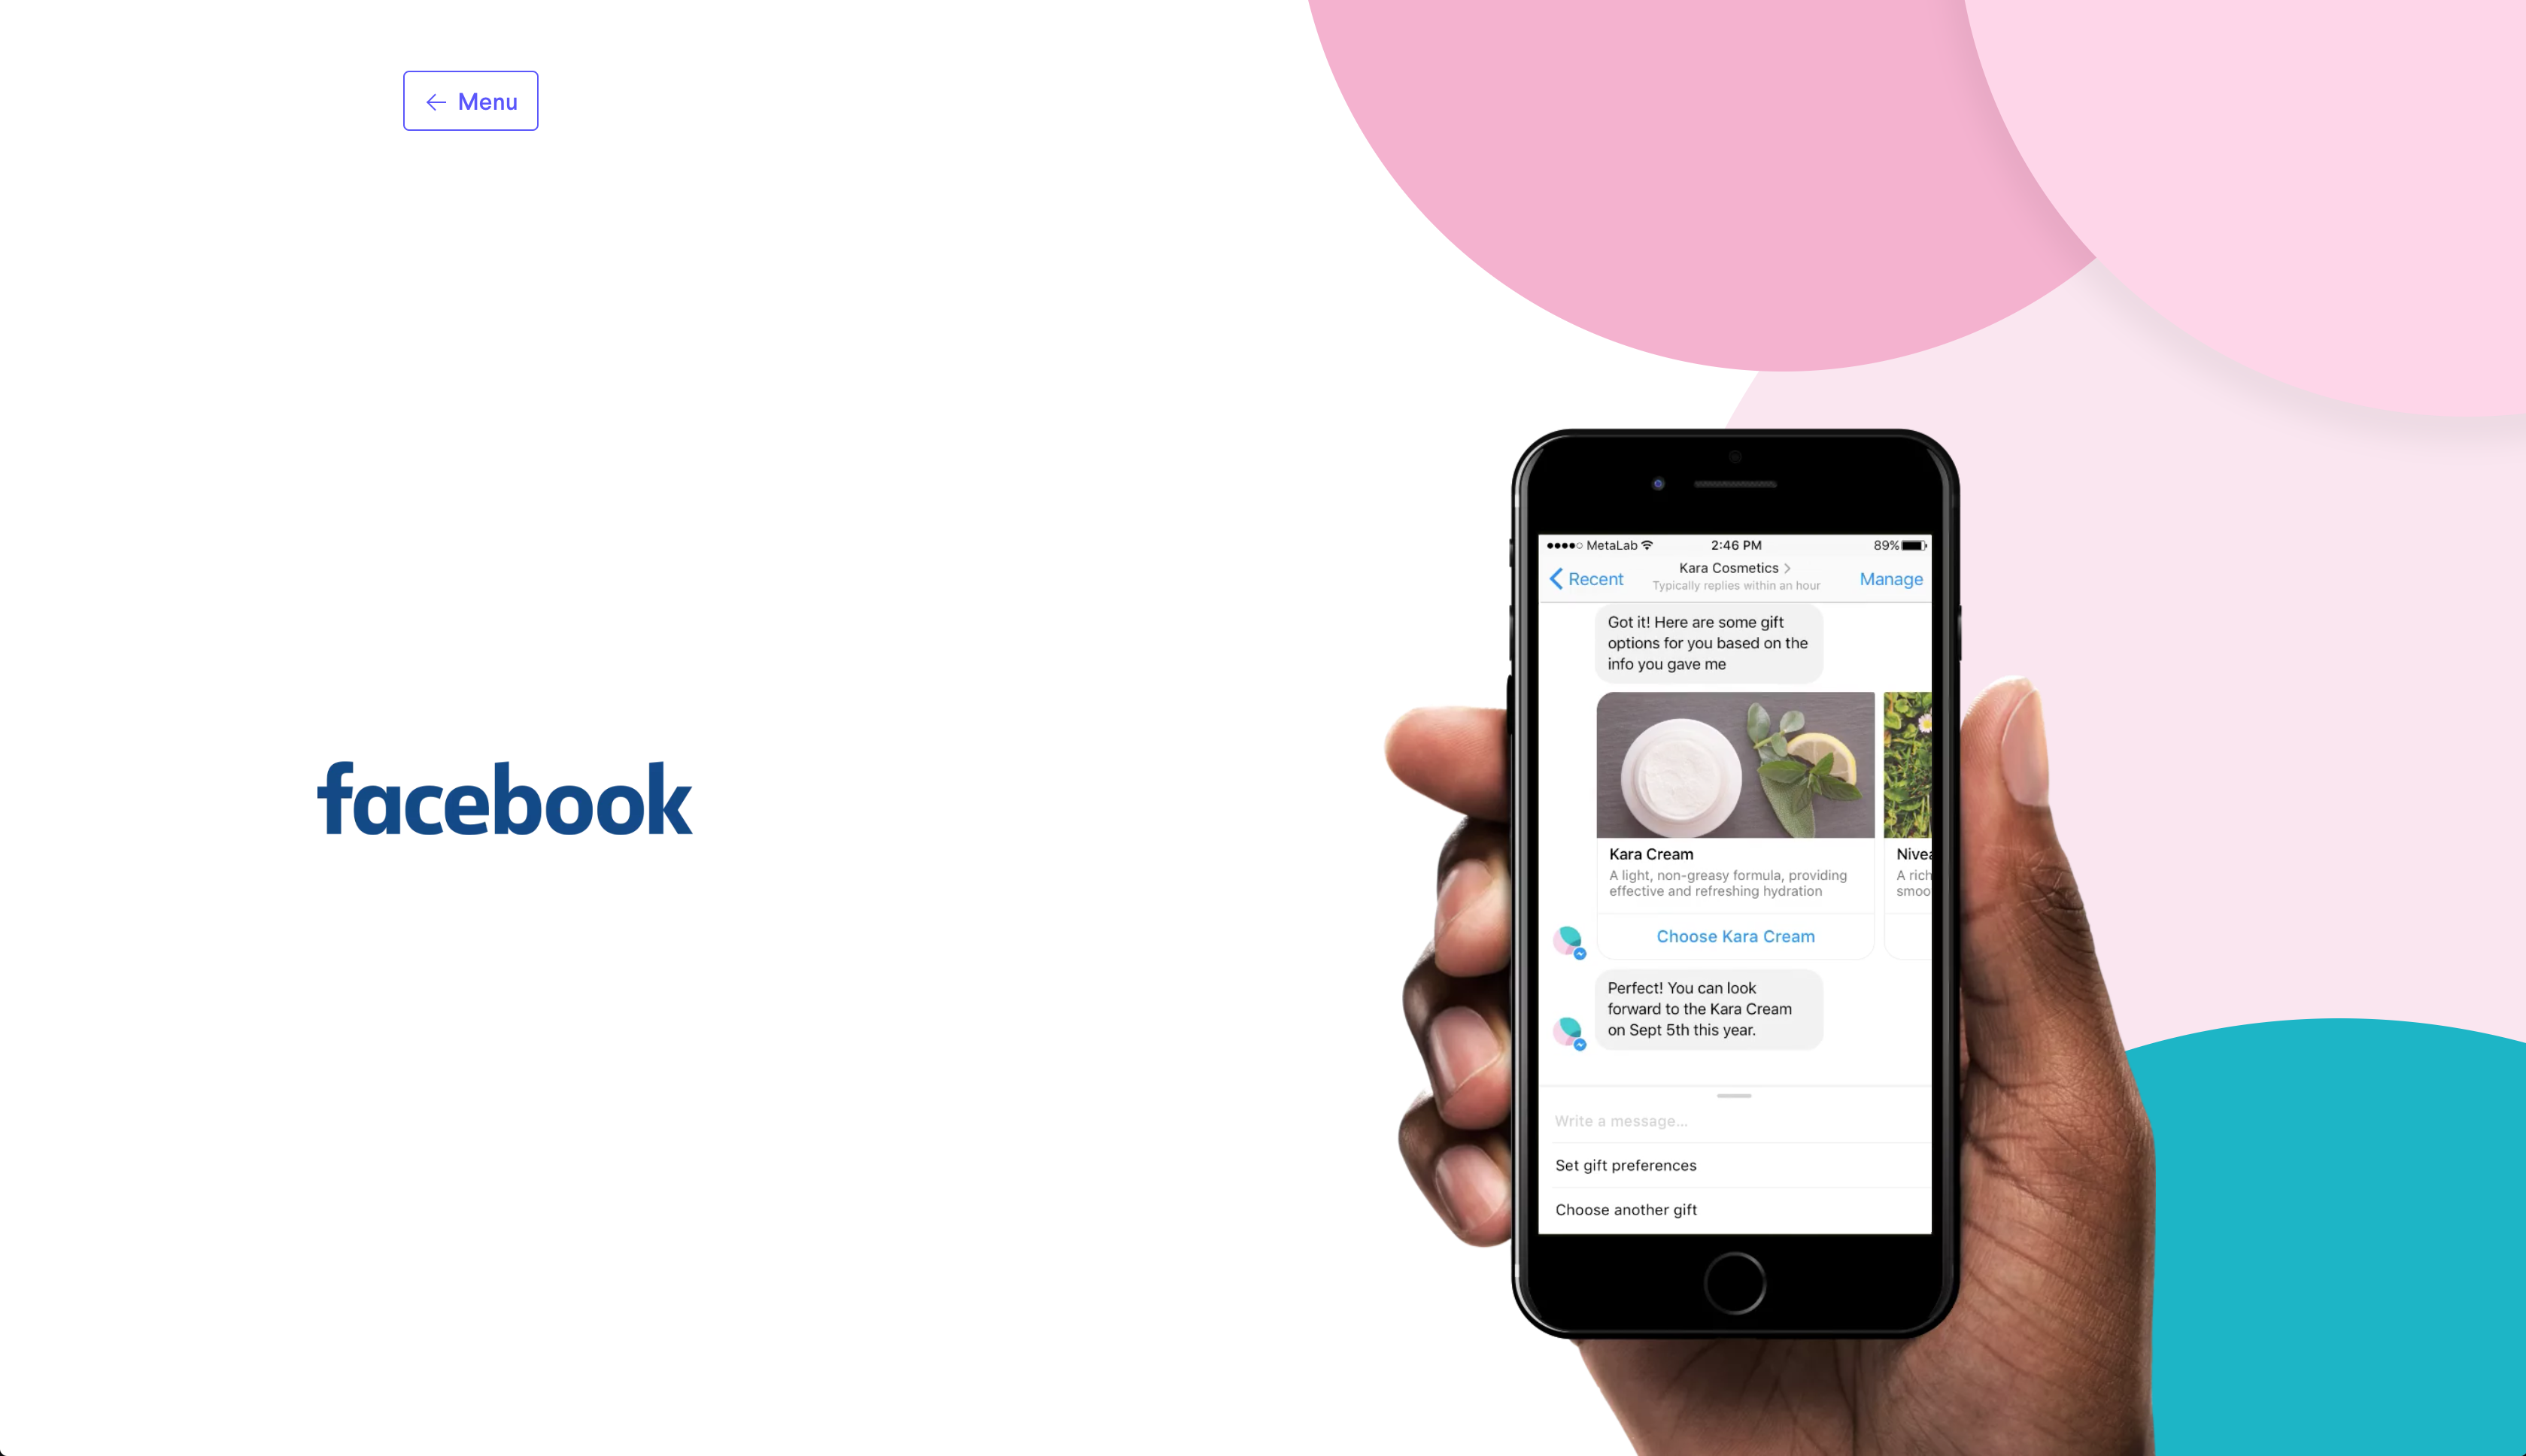 Menu
facebook
MetaLab 2:46 PM 89%
Recent Kara Cosmetics Manage
Typically replies within an hour
Got it! Here are some gift
options for you based on the
info you gave me
Kara Cream
A light, non-greasy formula, providing
effective and refreshing hydration
Choose Kara Cream
Nivea
A rich
smoo
Perfect! You can look
forward to the Kara Cream
on Sept 5th this year.
Write a message...
Set gift preferences
Choose another gift